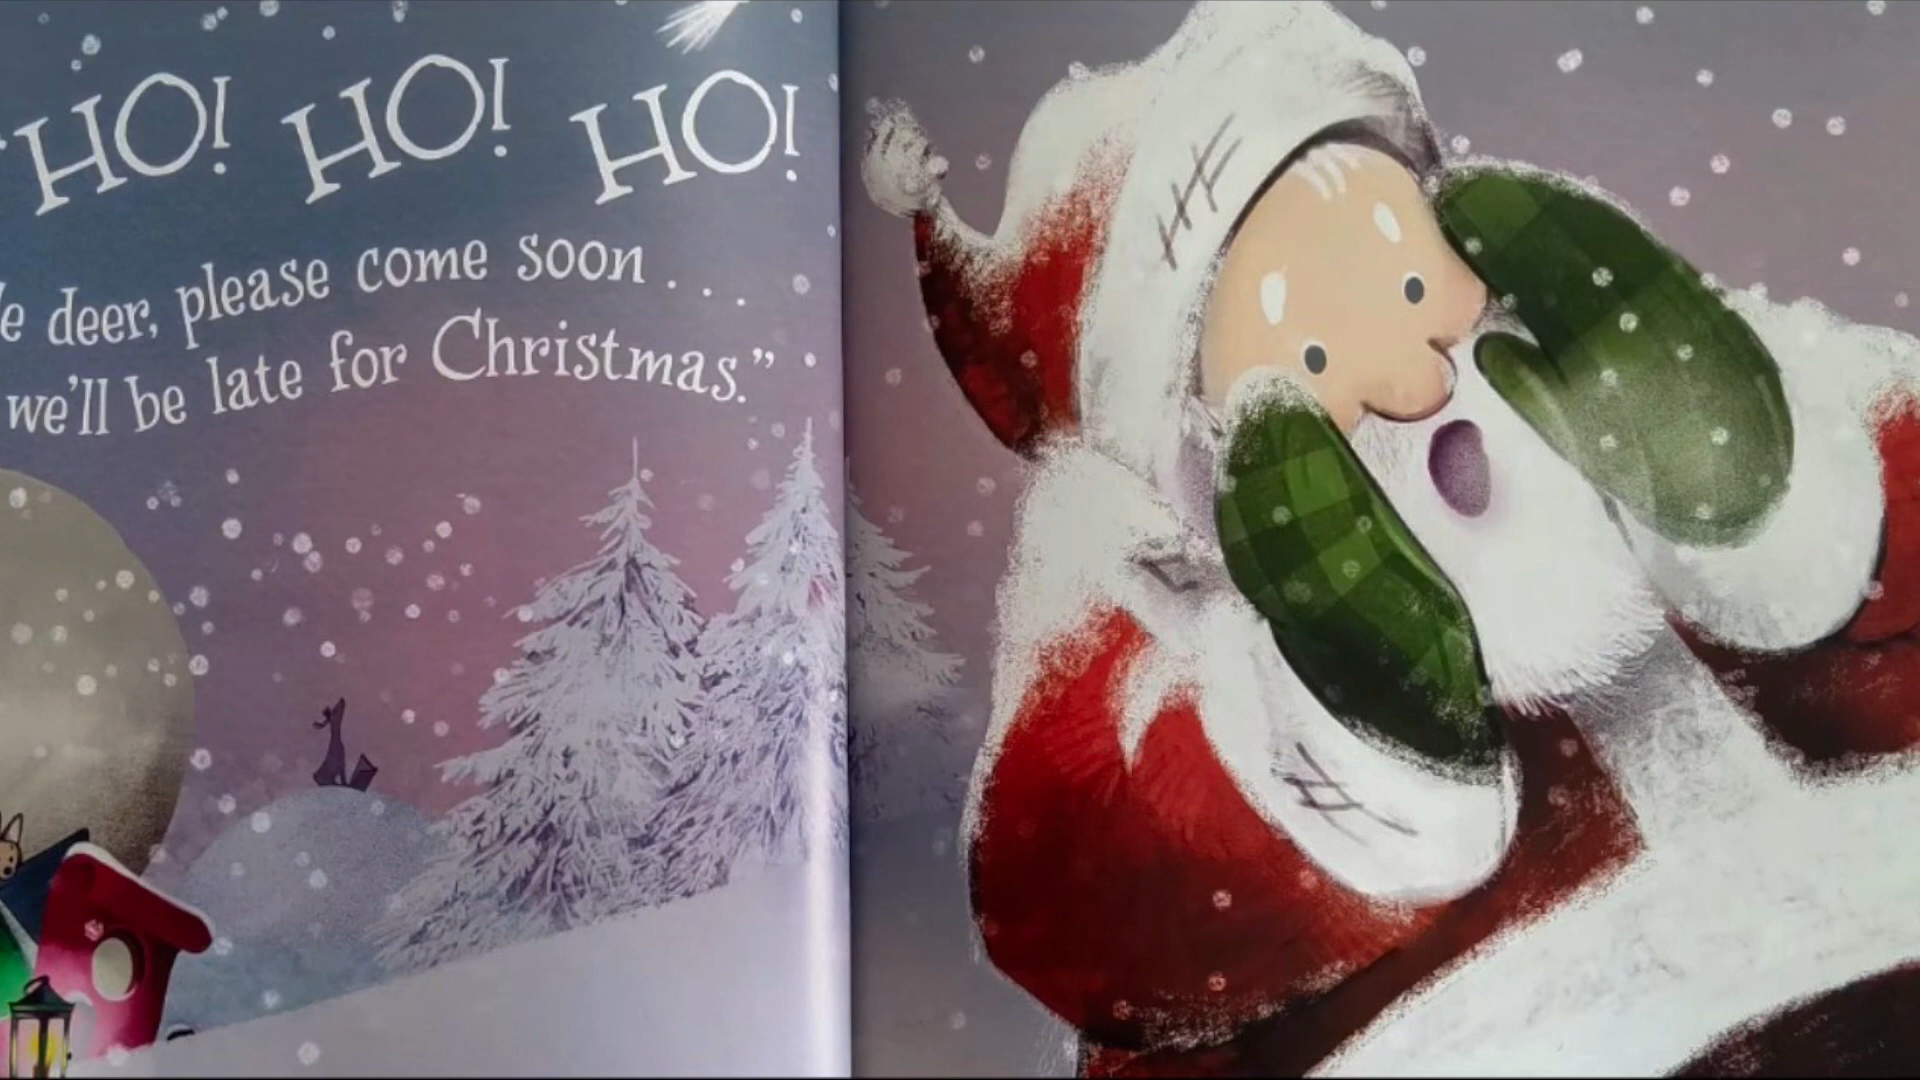 "HO! HO! HO!
deer, please come soon . . .
we'll be late for Christmas."